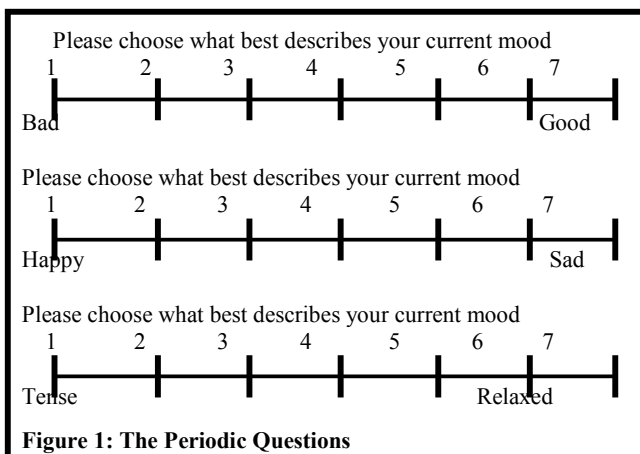 Please choose what best describes your current mood
1 2 3 4 5 6 7
Bad Good
Please choose what best describes your current mood
1 2 3 4 5 6 7
Happy Sad
Please choose what best describes your current mood
1 2 3 4 5 6 7
Tense Relaxed
Figure 1: The Periodic Questions